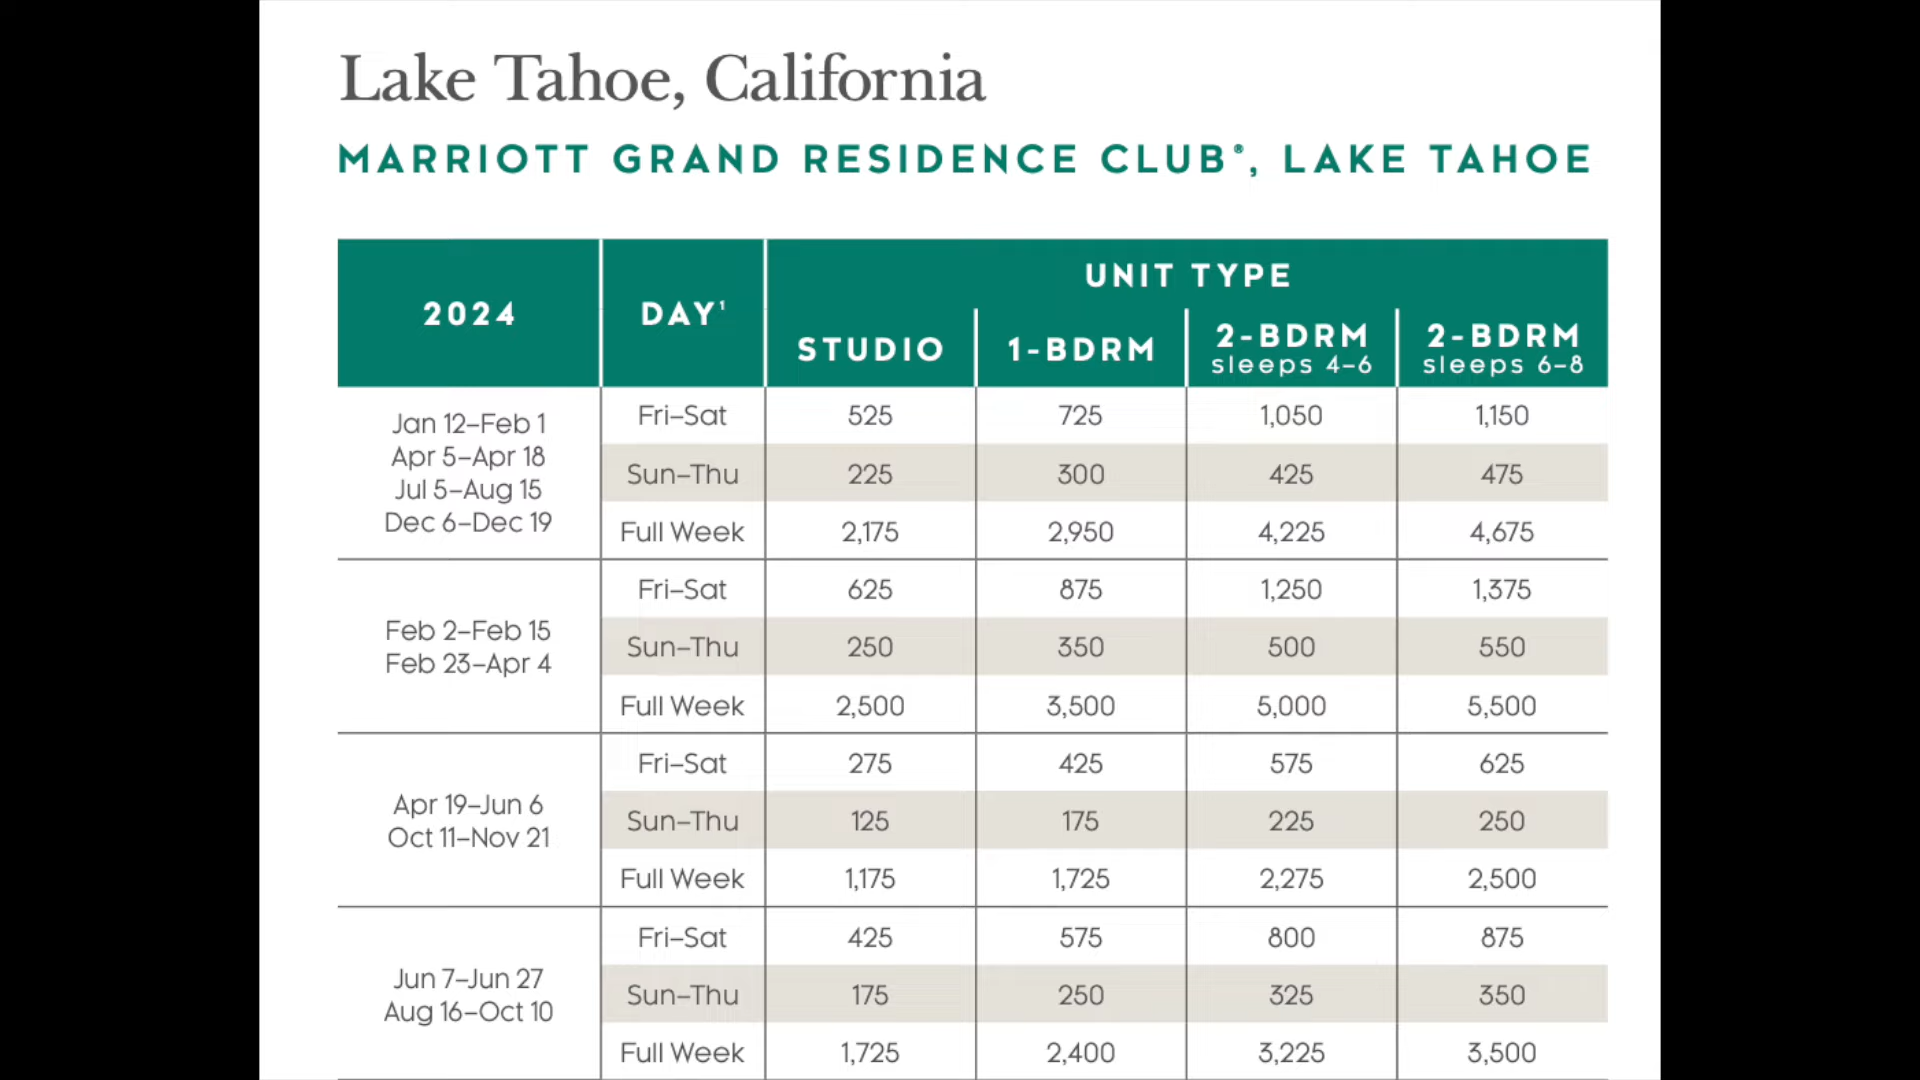 Lake Tahoe, California
MARRIOTT GRAND RESIDENCE CLUB®, LAKE TAHOE
2024 DAY¹ UNIT TYPE
STUDIO 1-BDRM 2-BDRM sleeps 4–6 2-BDRM sleeps 6–8
Jan 12–Feb 1
Apr 5–Apr 18
Jul 5–Aug 15
Dec 6–Dec 19
Fri–Sat 525 725 1,050 1,150
Sun–Thu 225 300 425 475
Full Week 2,175 2,950 4,225 4,675
Feb 2–Feb 15
Feb 23–Apr 4
Fri–Sat 625 875 1,250 1,375
Sun–Thu 250 350 500 550
Full Week 2,500 3,500 5,000 5,500
Apr 19–Jun 6
Oct 11–Nov 21
Fri–Sat 275 425 575 625
Sun–Thu 125 175 225 250
Full Week 1,175 1,725 2,275 2,500
Jun 7–Jun 27
Aug 16–Oct 10
Fri–Sat 425 575 800 875
Sun–Thu 175 250 325 350
Full Week 1,725 2,400 3,225 3,500